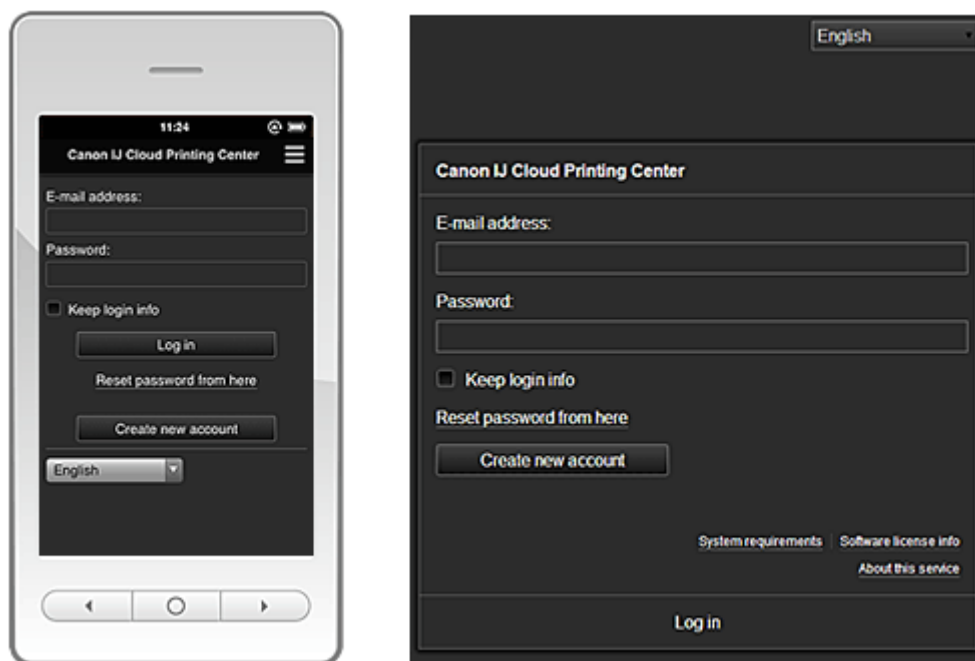 11:24
Canon IJ Cloud Printing Center
E-mail address:
Password:
Keep login info
Log in
Reset password from here
Create new account
English
English
Canon IJ Cloud Printing Center
E-mail address:
Password:
Keep login info
Reset password from here
Create new account
System requirements | Software license info
About this service
Log in